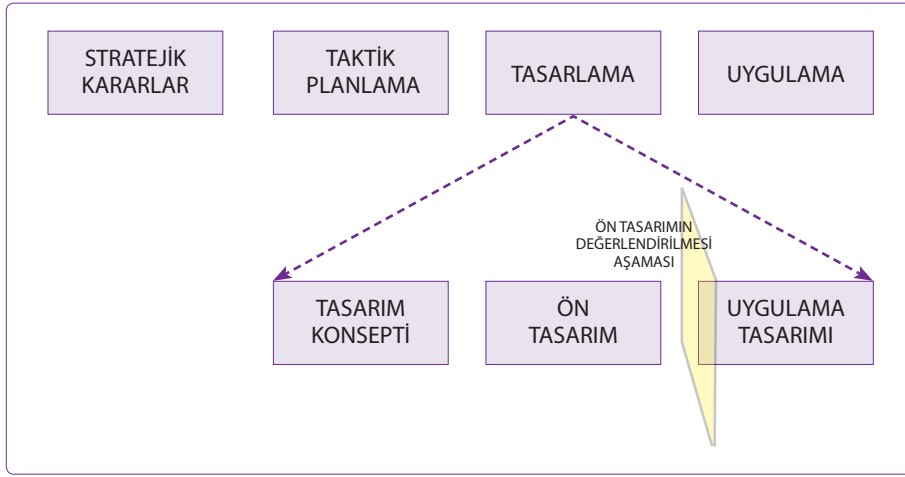 STRATEJİK
KARARLAR
TAKTİK
PLANLAMA
TASARLAMA
UYGULAMA
ÖN TASARIMIN
DEĞERLENDİRİLMESİ
AŞAMASI
TASARIM
KONSEPTİ
ÖN
TASARIM
UYGULAMA
TASARIMI